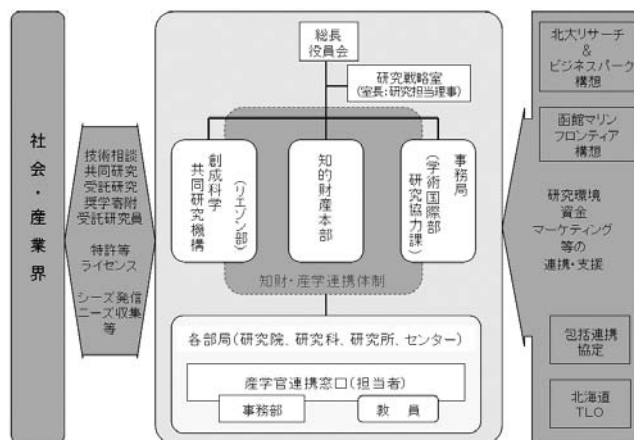 社会・産業界
技術相談
共同研究
受託研究
奨学寄附
受託研究員
特許等
ライセンス
シーズ発信
ニーズ収集
等
総長
役員会
研究戦略室
(室長:研究担当理事)
創成科学
共同研究機構
(リエゾン部)
知的財産本部
事務局
(学術国際部
研究協力課)
知財・産学連携体制
各部局(研究院、研究科、研究所、センター)
産学官連携窓口(担当者)
事務部
教 員
北大リサーチ
&
ビジネスパーク
構想
函館マリン
フロンティア
構想
研究環境
資金
マーケティング
等の
連携・支援
包括連携
協定
北海道
TLO